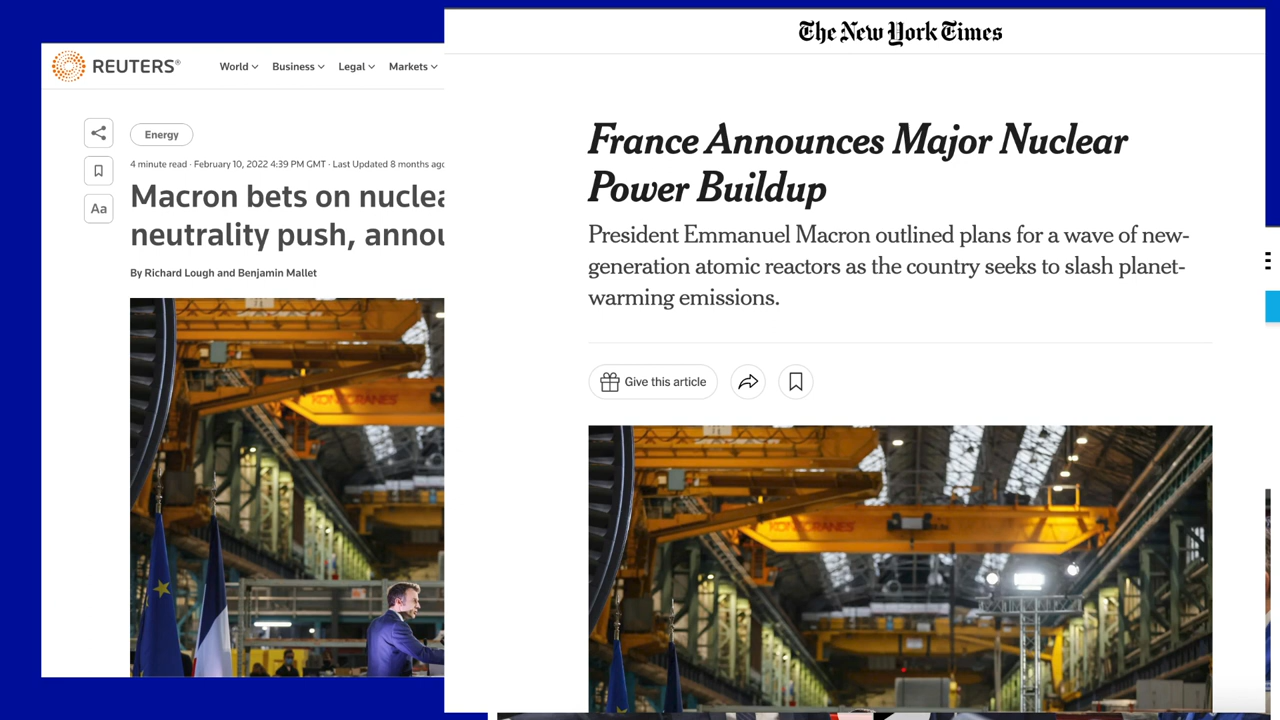 REUTERS®
World Business Legal Markets
Energy
4 minute read · February 10, 2022 4:39 PM GMT · Last Updated 8 months ago
Macron bets on nuclea
neutrality push, annou
Aa
By Richard Lough and Benjamin Mallet
KONECRANES
The New York Times
France Announces Major Nuclear
Power Buildup
President Emmanuel Macron outlined plans for a wave of new-
generation atomic reactors as the country seeks to slash planet-
warming emissions.
Give this article
KONECRANES